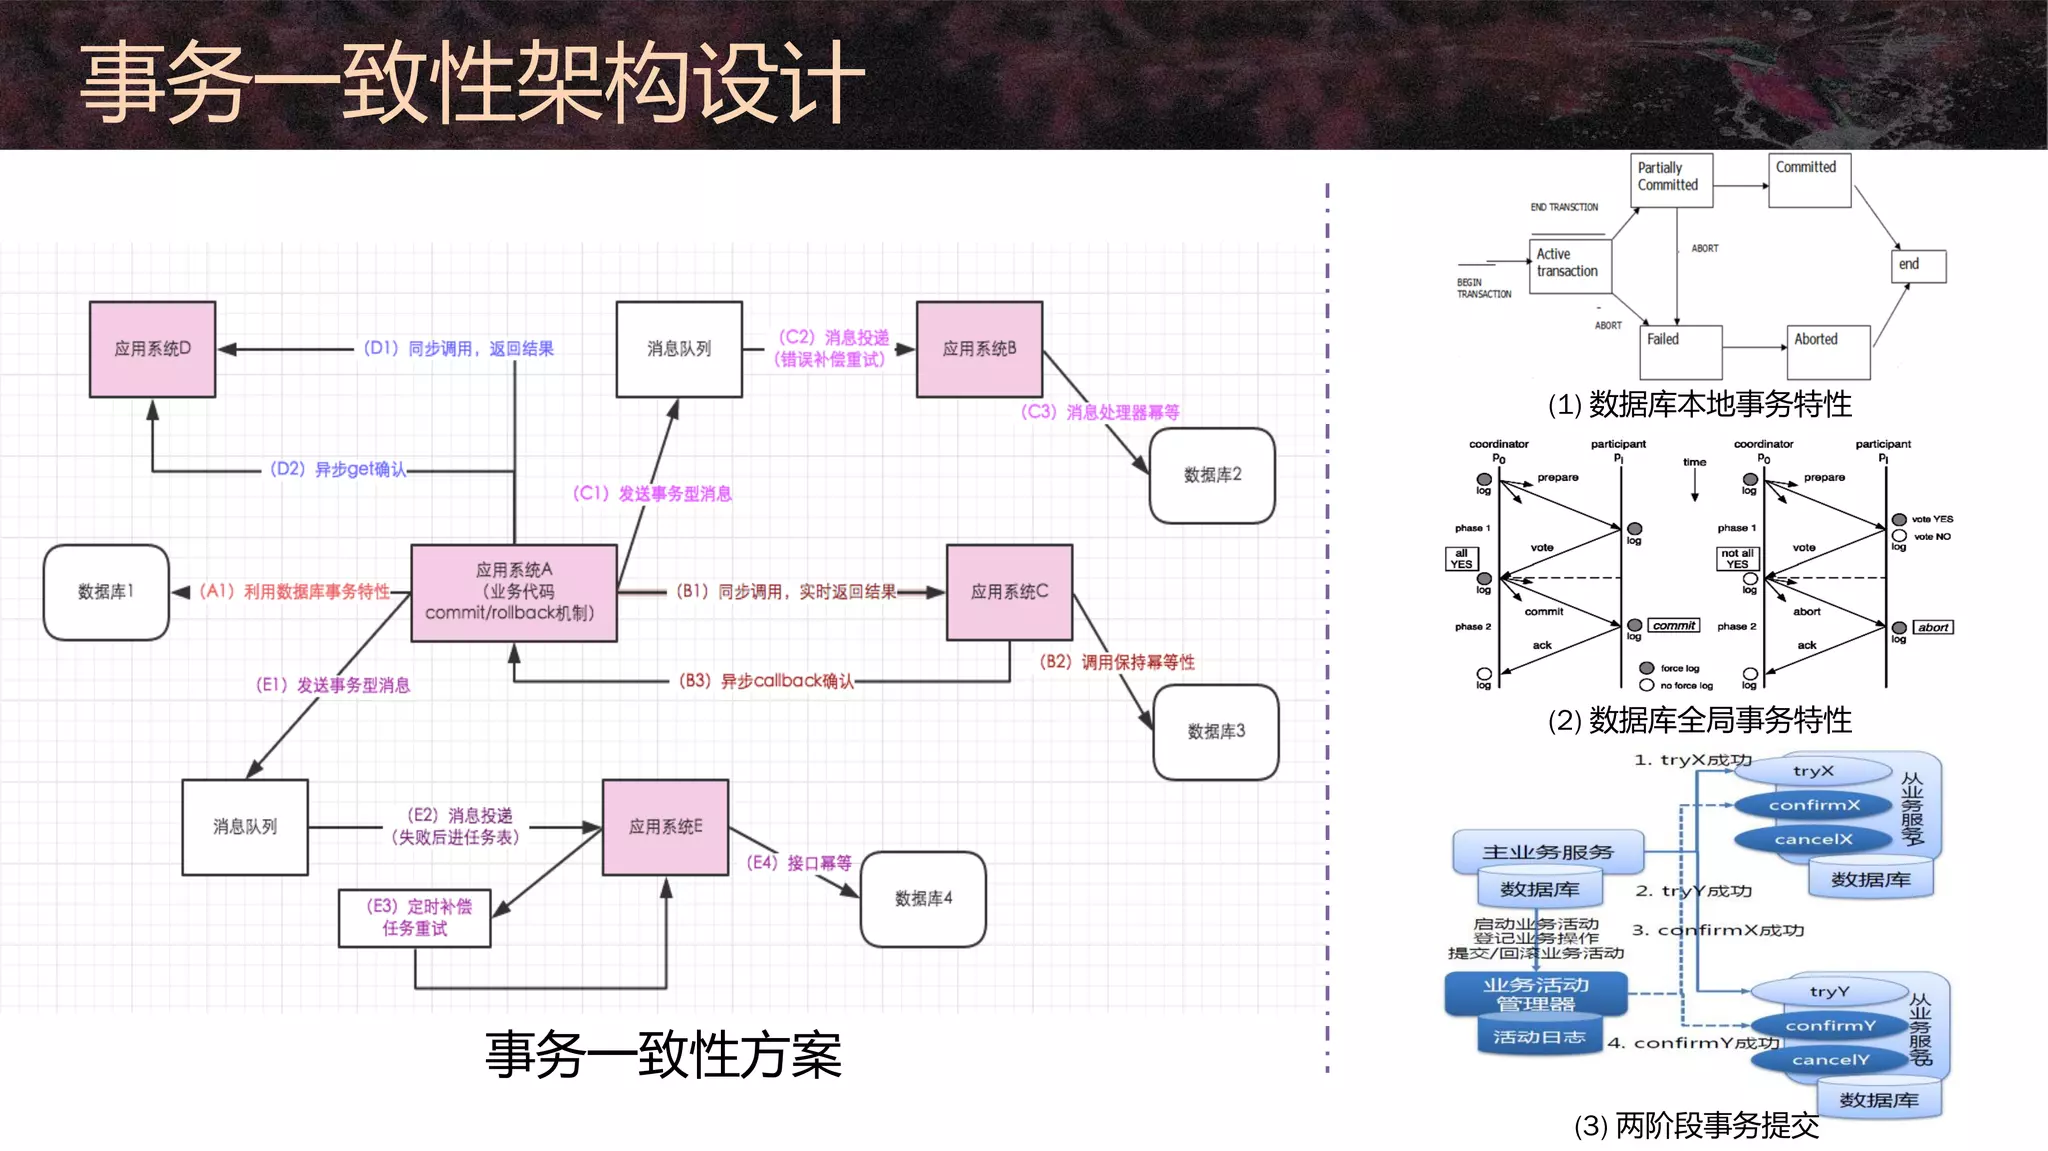 事务一致性架构设计
应用系统D
（D1）同步调用，返回结果
消息队列
（C2）消息投递
（错误补偿重试）
应用系统B
（C3）消息处理器幂等
（D2）异步get确认
（C1）发送事务型消息
数据库2
数据库1
（A1）利用数据库事务特性
应用系统A
（业务代码
commit/rollback机制）
（B1）同步调用，实时返回结果
应用系统C
（B2）调用保持幂等性
（B3）异步callback确认
（E1）发送事务型消息
数据库3
消息队列
（E2）消息投递
（失败后进任务表）
应用系统E
（E4）接口幂等
（E3）定时补偿
任务重试
数据库4
事务一致性方案
Partially
Committed
Committed
END TRANSCTION
ABORT
Active
transaction
end
BEGIN
TRANSACTION
ABORT
Failed
Aborted
(1) 数据库本地事务特性
coordinator
P0
participant
Pi
time
coordinator
P0
participant
Pi
log
prepare
log
prepare
phase 1
log
phase 1
vote YES
vote NO
log
all
YES
vote
not all
YES
vote
log
log
commit
abort
phase 2
log
commit
phase 2
log
abort
ack
ack
force log
no force log
log
log
(2) 数据库全局事务特性
1. tryX成功
tryX
confirmX
cancelX
从业务服务A
数据库
主业务服务
数据库
2. tryY成功
启动业务活动
登记业务操作
提交/回滚业务活动
3. confirmX成功
业务活动
管理器
活动日志
4. confirmY成功
tryY
confirmY
cancelY
从业务服务B
数据库
(3) 两阶段事务提交